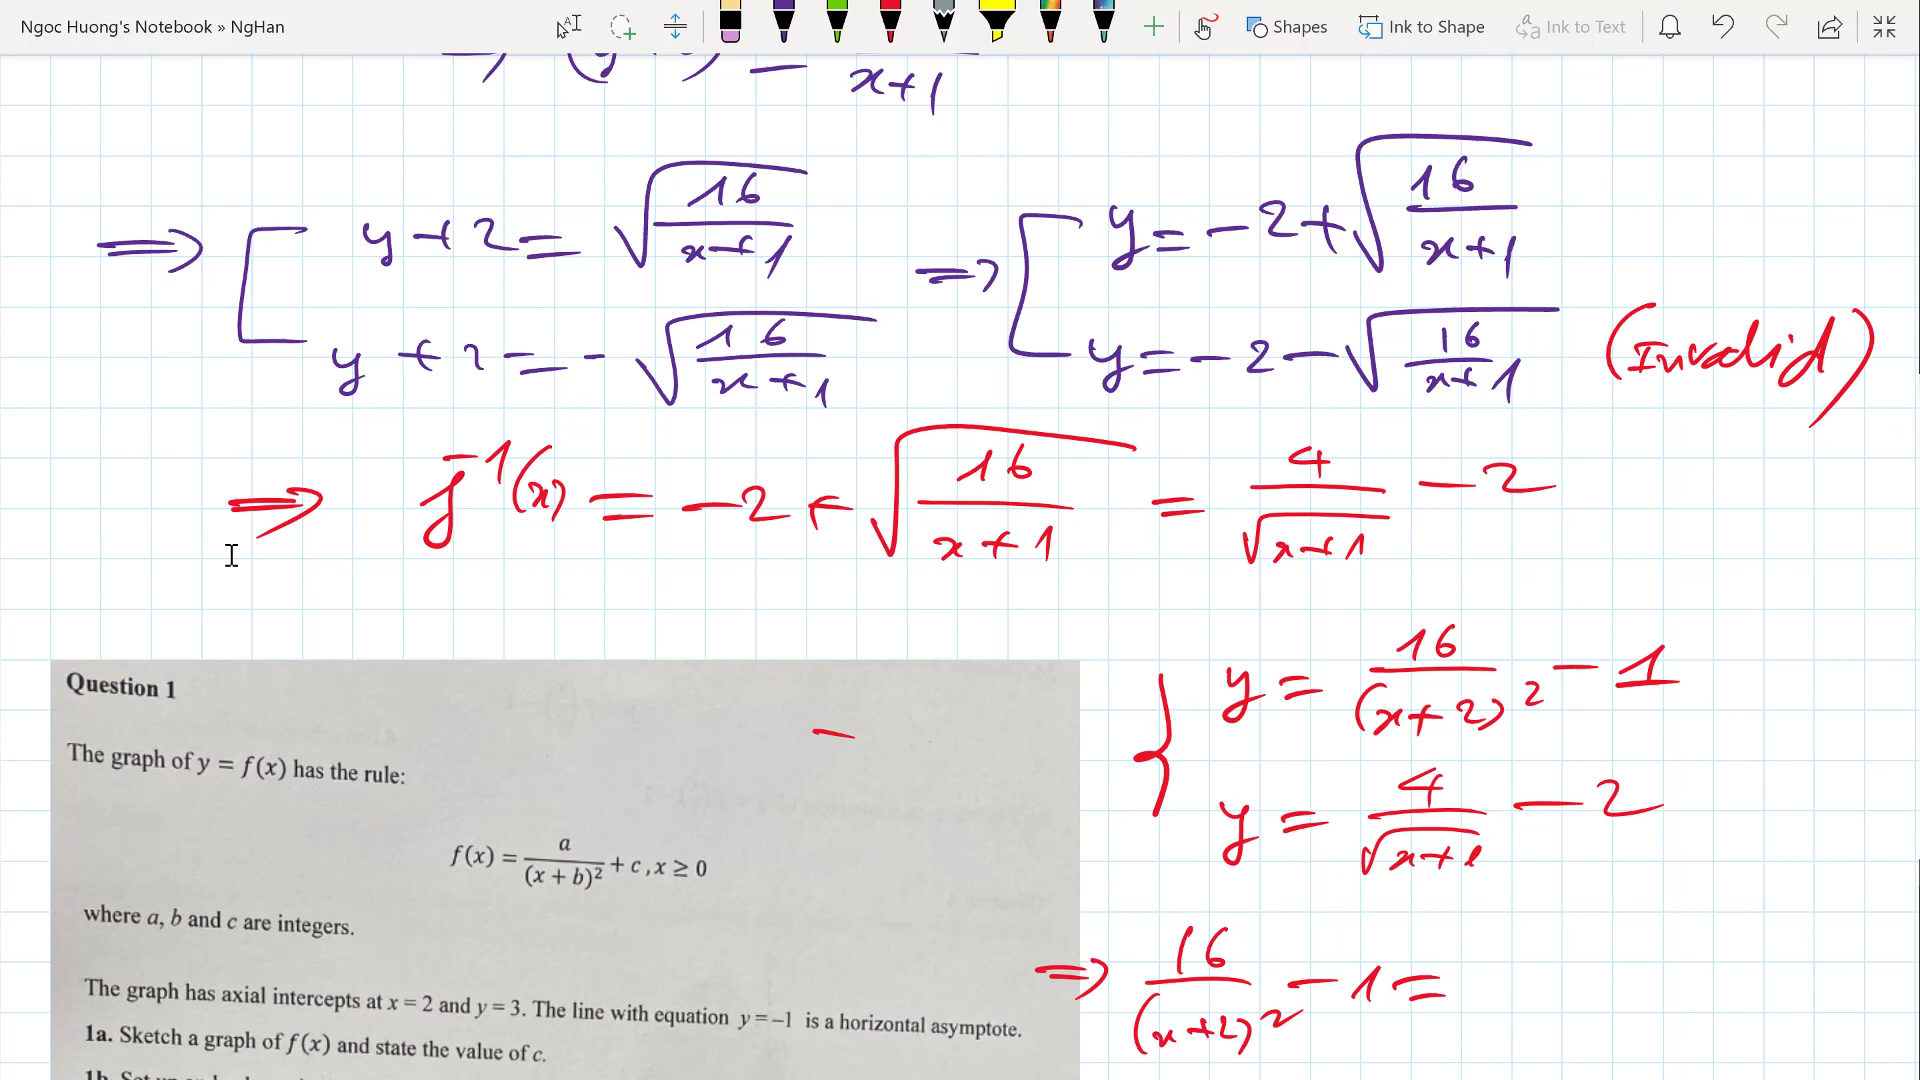 Ngoc Huong's Notebook » NgHan
Shapes Ink to Shape Ink to Text
x+1
⇒ [ y + 2 = √(16/(x+1)) ⇒ [ y = -2 + √(16/(x+1))
y + 2 = - √(16/(x+1)) y = -2 - √(16/(x+1)) (Invalid)
⇒ f⁻¹(x) = -2 + √(16/(x+1)) = 4/√(x+1) - 2
{ y = 16/(x+2)² - 1
y = 4/√(x+1) - 2
⇒ 16/(x+2)² - 1 =
Question 1
The graph of y = f(x) has the rule:
f(x) = a/(x + b)² + c , x ≥ 0
where a, b and c are integers.
The graph has axial intercepts at x = 2 and y = 3. The line with equation y = −1 is a horizontal asymptote.
1a. Sketch a graph of f(x) and state the value of c.